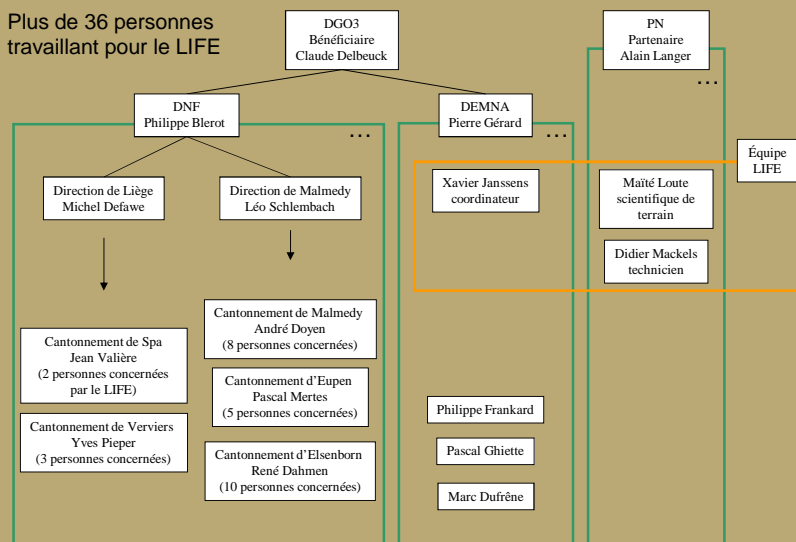 Plus de 36 personnes
travaillant pour le LIFE
DGO3
Bénéficiaire
Claude Delbeuck
PN
Partenaire
Alain Langer
...
DNF
Philippe Blerot
...
DEMNA
Pierre Gérard
...
Équipe
LIFE
Direction de Liège
Michel Defawe
Direction de Malmedy
Léo Schlembach
Xavier Janssens
coordinateur
Maïté Loute
scientifique de
terrain
Didier Mackels
technicien
Cantonnement de Spa
Jean Valière
(2 personnes concernées
par le LIFE)
Cantonnement de Verviers
Yves Pieper
(3 personnes concernées)
Cantonnement de Malmedy
André Doyen
(8 personnes concernées)
Cantonnement d'Eupen
Pascal Mertes
(5 personnes concernées)
Cantonnement d'Elsenborn
René Dahmen
(10 personnes concernées)
Philippe Frankard
Pascal Ghiette
Marc Dufrêne